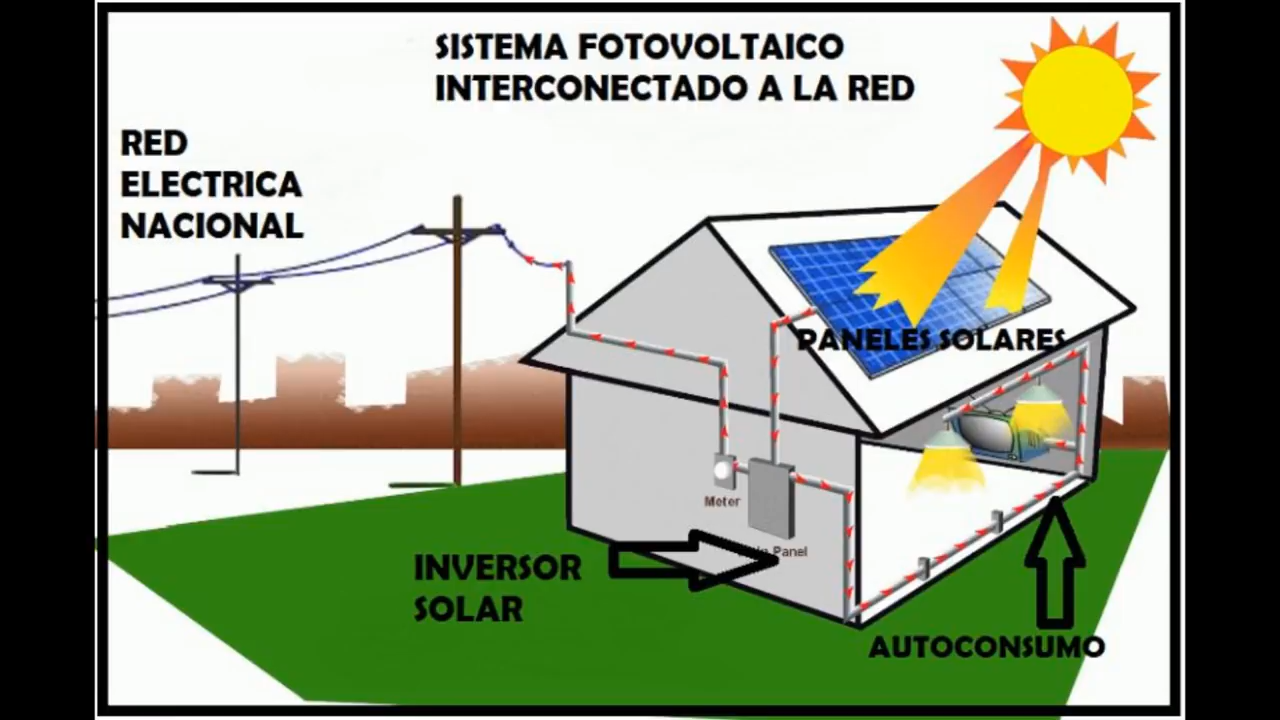 SISTEMA FOTOVOLTAICO
INTERCONECTADO A LA RED
RED
ELECTRICA
NACIONAL
PANELES SOLARES
Meter
Panel
INVERSOR
SOLAR
AUTOCONSUMO